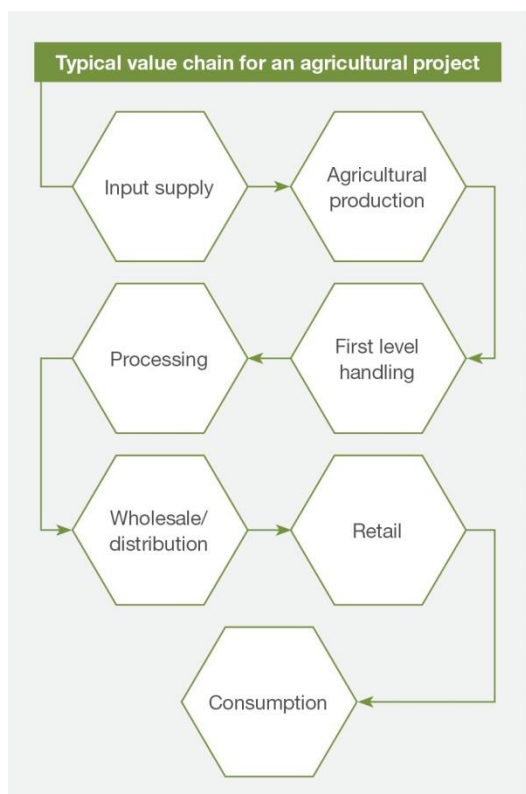 Typical value chain for an agricultural project
Input supply
Agricultural
production
First level
handling
Processing
Wholesale/
distribution
Retail
Consumption